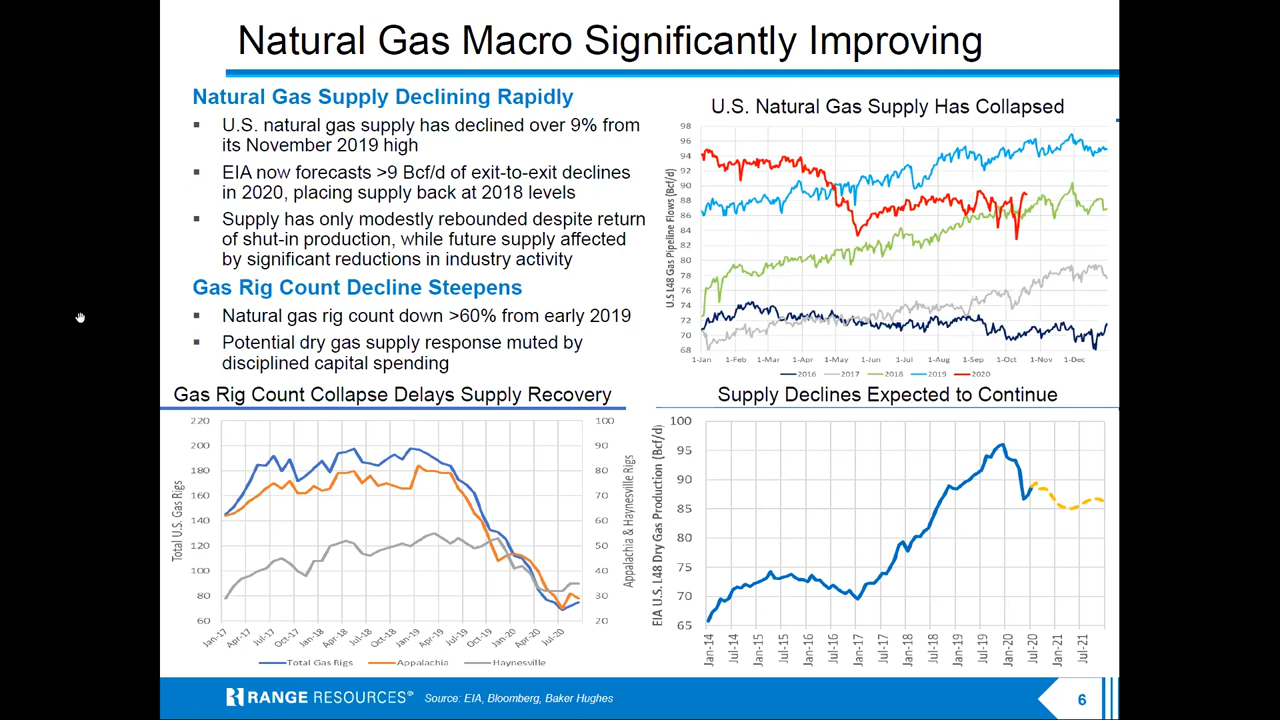 Natural Gas Macro Significantly Improving
Natural Gas Supply Declining Rapidly
▪ U.S. natural gas supply has declined over 9% from
its November 2019 high
▪ EIA now forecasts >9 Bcf/d of exit-to-exit declines
in 2020, placing supply back at 2018 levels
▪ Supply has only modestly rebounded despite return
of shut-in production, while future supply affected
by significant reductions in industry activity
Gas Rig Count Decline Steepens
▪ Natural gas rig count down >60% from early 2019
▪ Potential dry gas supply response muted by
disciplined capital spending
U.S. Natural Gas Supply Has Collapsed
U.S L48 Gas Pipeline Flows (Bcf/d)
98
96
94
92
90
88
86
84
82
80
78
76
74
72
70
68
1-Jan 1-Feb 1-Mar 1-Apr 1-May 1-Jun 1-Jul 1-Aug 1-Sep 1-Oct 1-Nov 1-Dec
2016 2017 2018 2019 2020
Gas Rig Count Collapse Delays Supply Recovery
Total U.S. Gas Rigs
220
200
180
160
140
120
100
80
60
100
90
80
70
60
50
40
30
20
Appalachia & Haynesville Rigs
Jan-17 Apr-17 Jul-17 Oct-17 Jan-18 Apr-18 Jul-18 Oct-18 Jan-19 Apr-19 Jul-19 Oct-19 Jan-20 Apr-20 Jul-20
Total Gas Rigs Appalachia Haynesville
Supply Declines Expected to Continue
EIA U.S. L48 Dry Gas Production (Bcf/d)
100
95
90
85
80
75
70
65
Jan-14 Jul-14 Jan-15 Jul-15 Jan-16 Jul-16 Jan-17 Jul-17 Jan-18 Jul-18 Jan-19 Jul-19 Jan-20 Jul-20 Jan-21 Jul-21
RANGE RESOURCES®
Source: EIA, Bloomberg, Baker Hughes
6